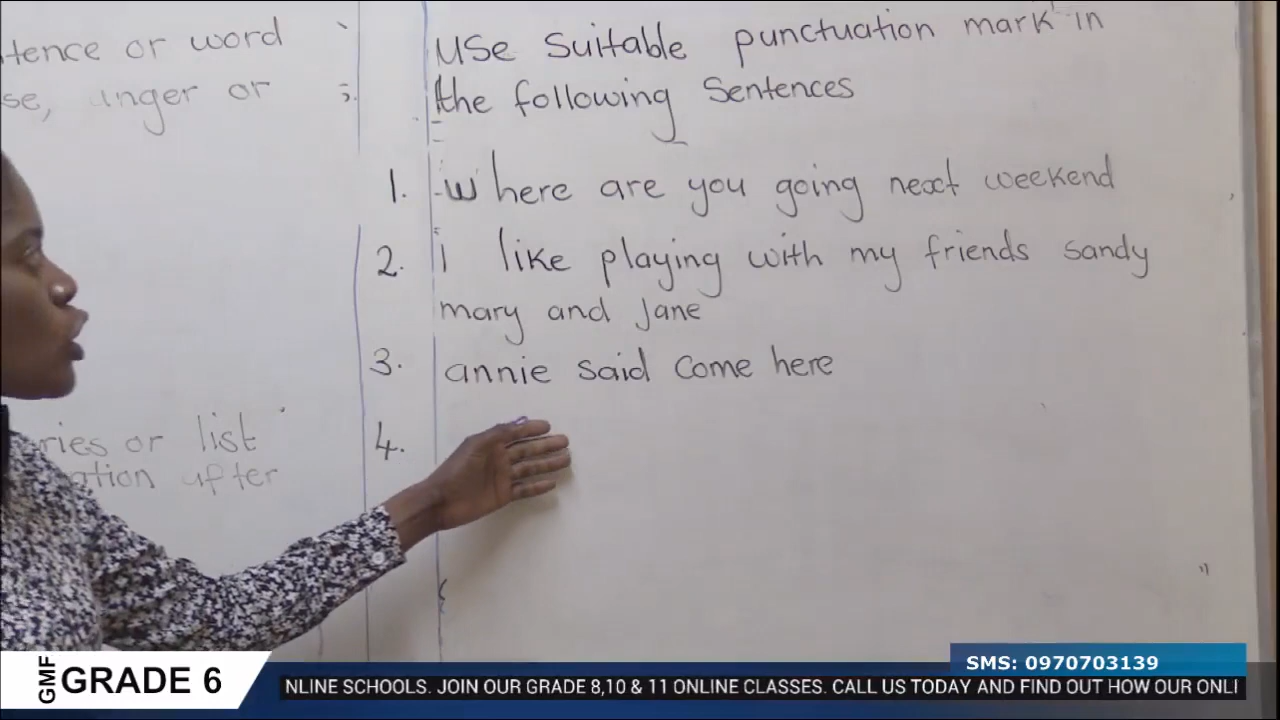 tence or word
se, anger or
ries or list
ation after
use suitable punctuation mark in
the following sentences
1. where are you going next weekend
2. i like playing with my friends sandy
mary and jane
3. annie said come here
4.
SMS: 0970703139
GMF GRADE 6
NLINE SCHOOLS. JOIN OUR GRADE 8,10 & 11 ONLINE CLASSES. CALL US TODAY AND FIND OUT HOW OUR ONLI